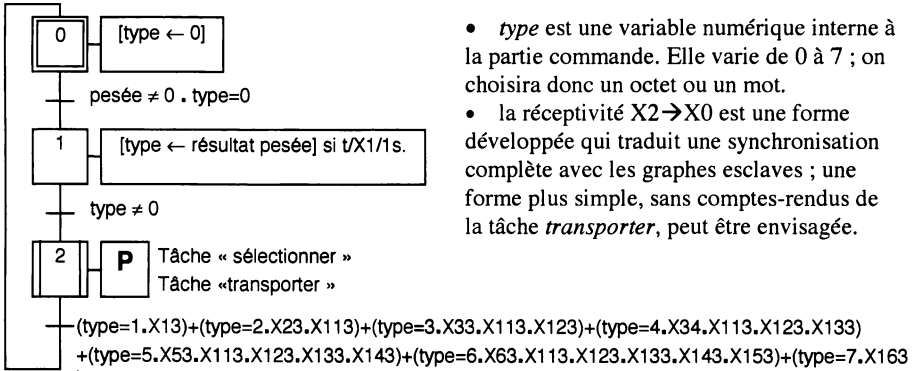 0
[type ← 0]
pesée ≠ 0 . type=0
1
[type ← résultat pesée] si t/X1/1s.
type ≠ 0
2
P
Tâche « sélectionner »
Tâche «transporter »
(type=1.X13)+(type=2.X23.X113)+(type=3.X33.X113.X123)+(type=4.X34.X113.X123.X133)
+(type=5.X53.X113.X123.X133.X143)+(type=6.X63.X113.X123.X133.X143.X153)+(type=7.X163
• type est une variable numérique interne à
la partie commande. Elle varie de 0 à 7 ; on
choisira donc un octet ou un mot.
• la réceptivité X2→X0 est une forme
développée qui traduit une synchronisation
complète avec les graphes esclaves ; une
forme plus simple, sans comptes-rendus de
la tâche transporter, peut être envisagée.